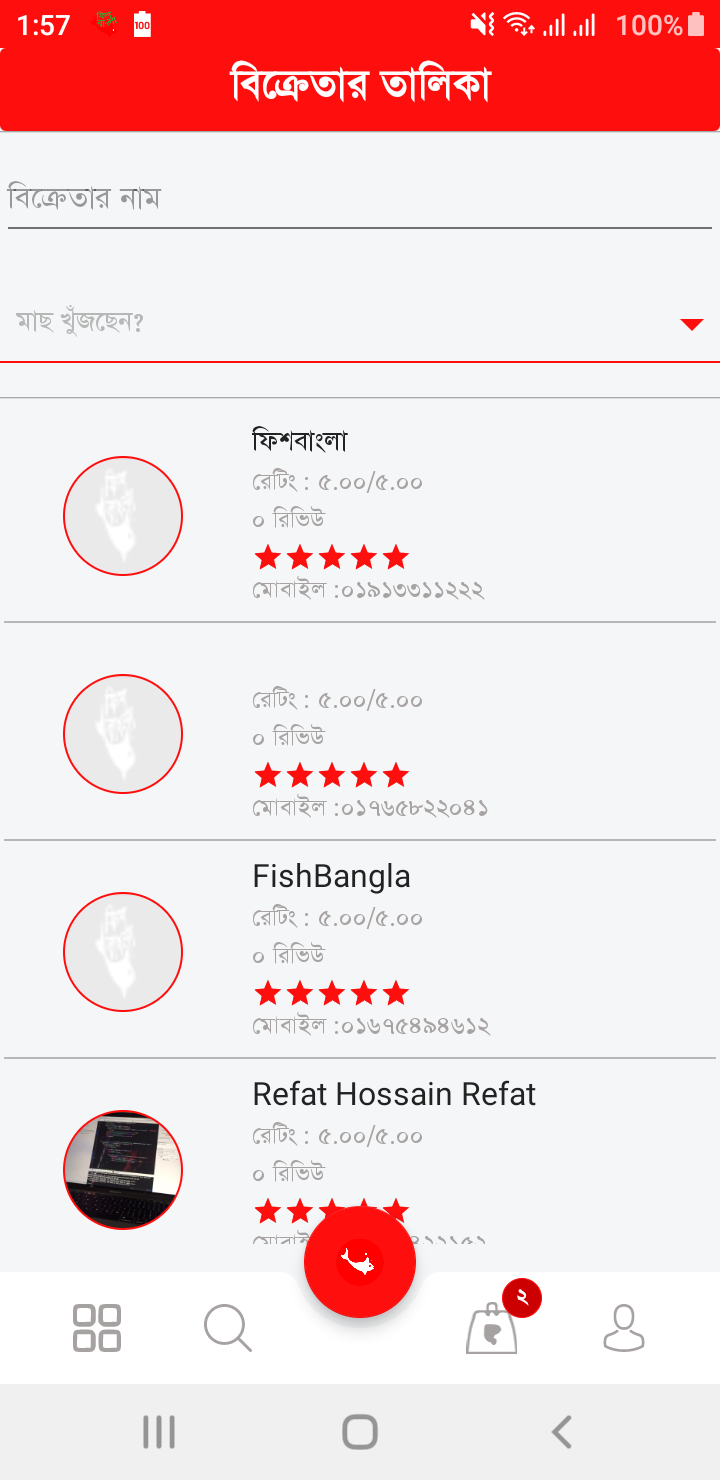 1:57
100
100%
বিক্রেতার তালিকা
বিক্রেতার নাম
মাছ খুঁজছেন?
ফিশবাংলা
রেটিং : ৫.০০/৫.০০
০ রিভিউ
মোবাইল :০১৯১৩৩১১২২২
রেটিং : ৫.০০/৫.০০
০ রিভিউ
মোবাইল :০১৭৬৫৮২২০৪১
FishBangla
রেটিং : ৫.০০/৫.০০
০ রিভিউ
মোবাইল :০১৬৭৫৪৯৪৬১২
Refat Hossain Refat
রেটিং : ৫.০০/৫.০০
০ রিভিউ
২